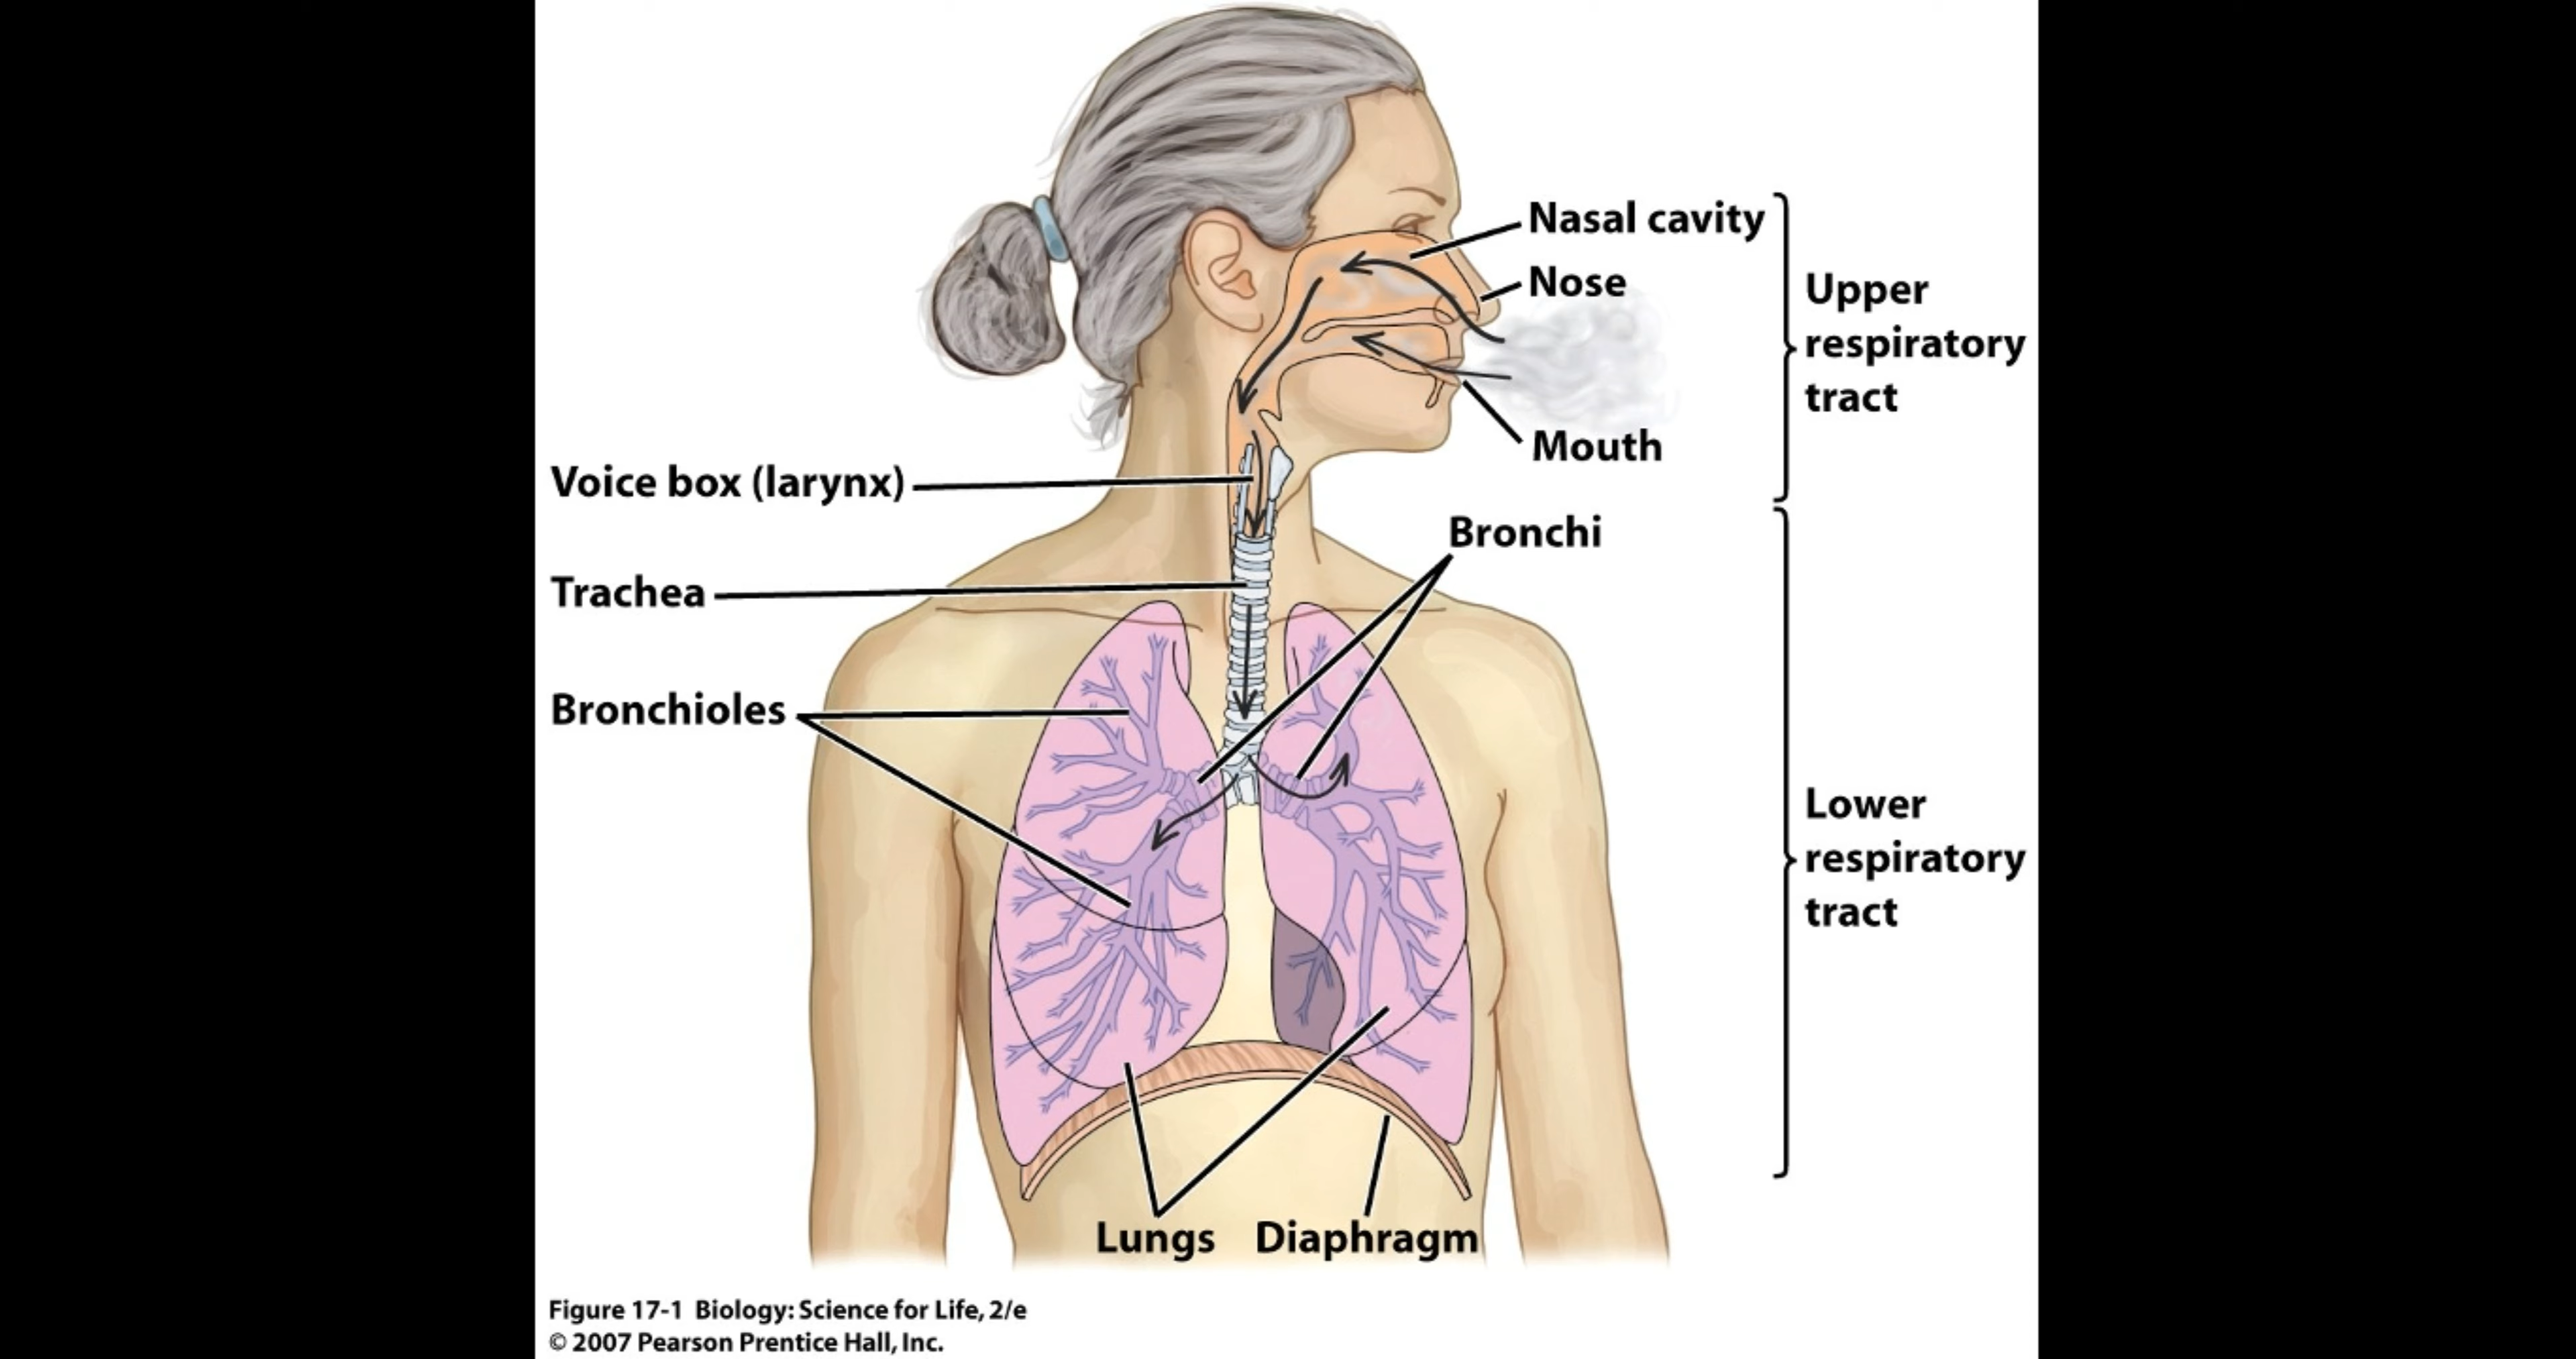 Nasal cavity
Nose
Mouth
Upper
respiratory
tract
Voice box (larynx)
Bronchi
Trachea
Bronchioles
Lower
respiratory
tract
Lungs
Diaphragm
Figure 17-1 Biology: Science for Life, 2/e
© 2007 Pearson Prentice Hall, Inc.